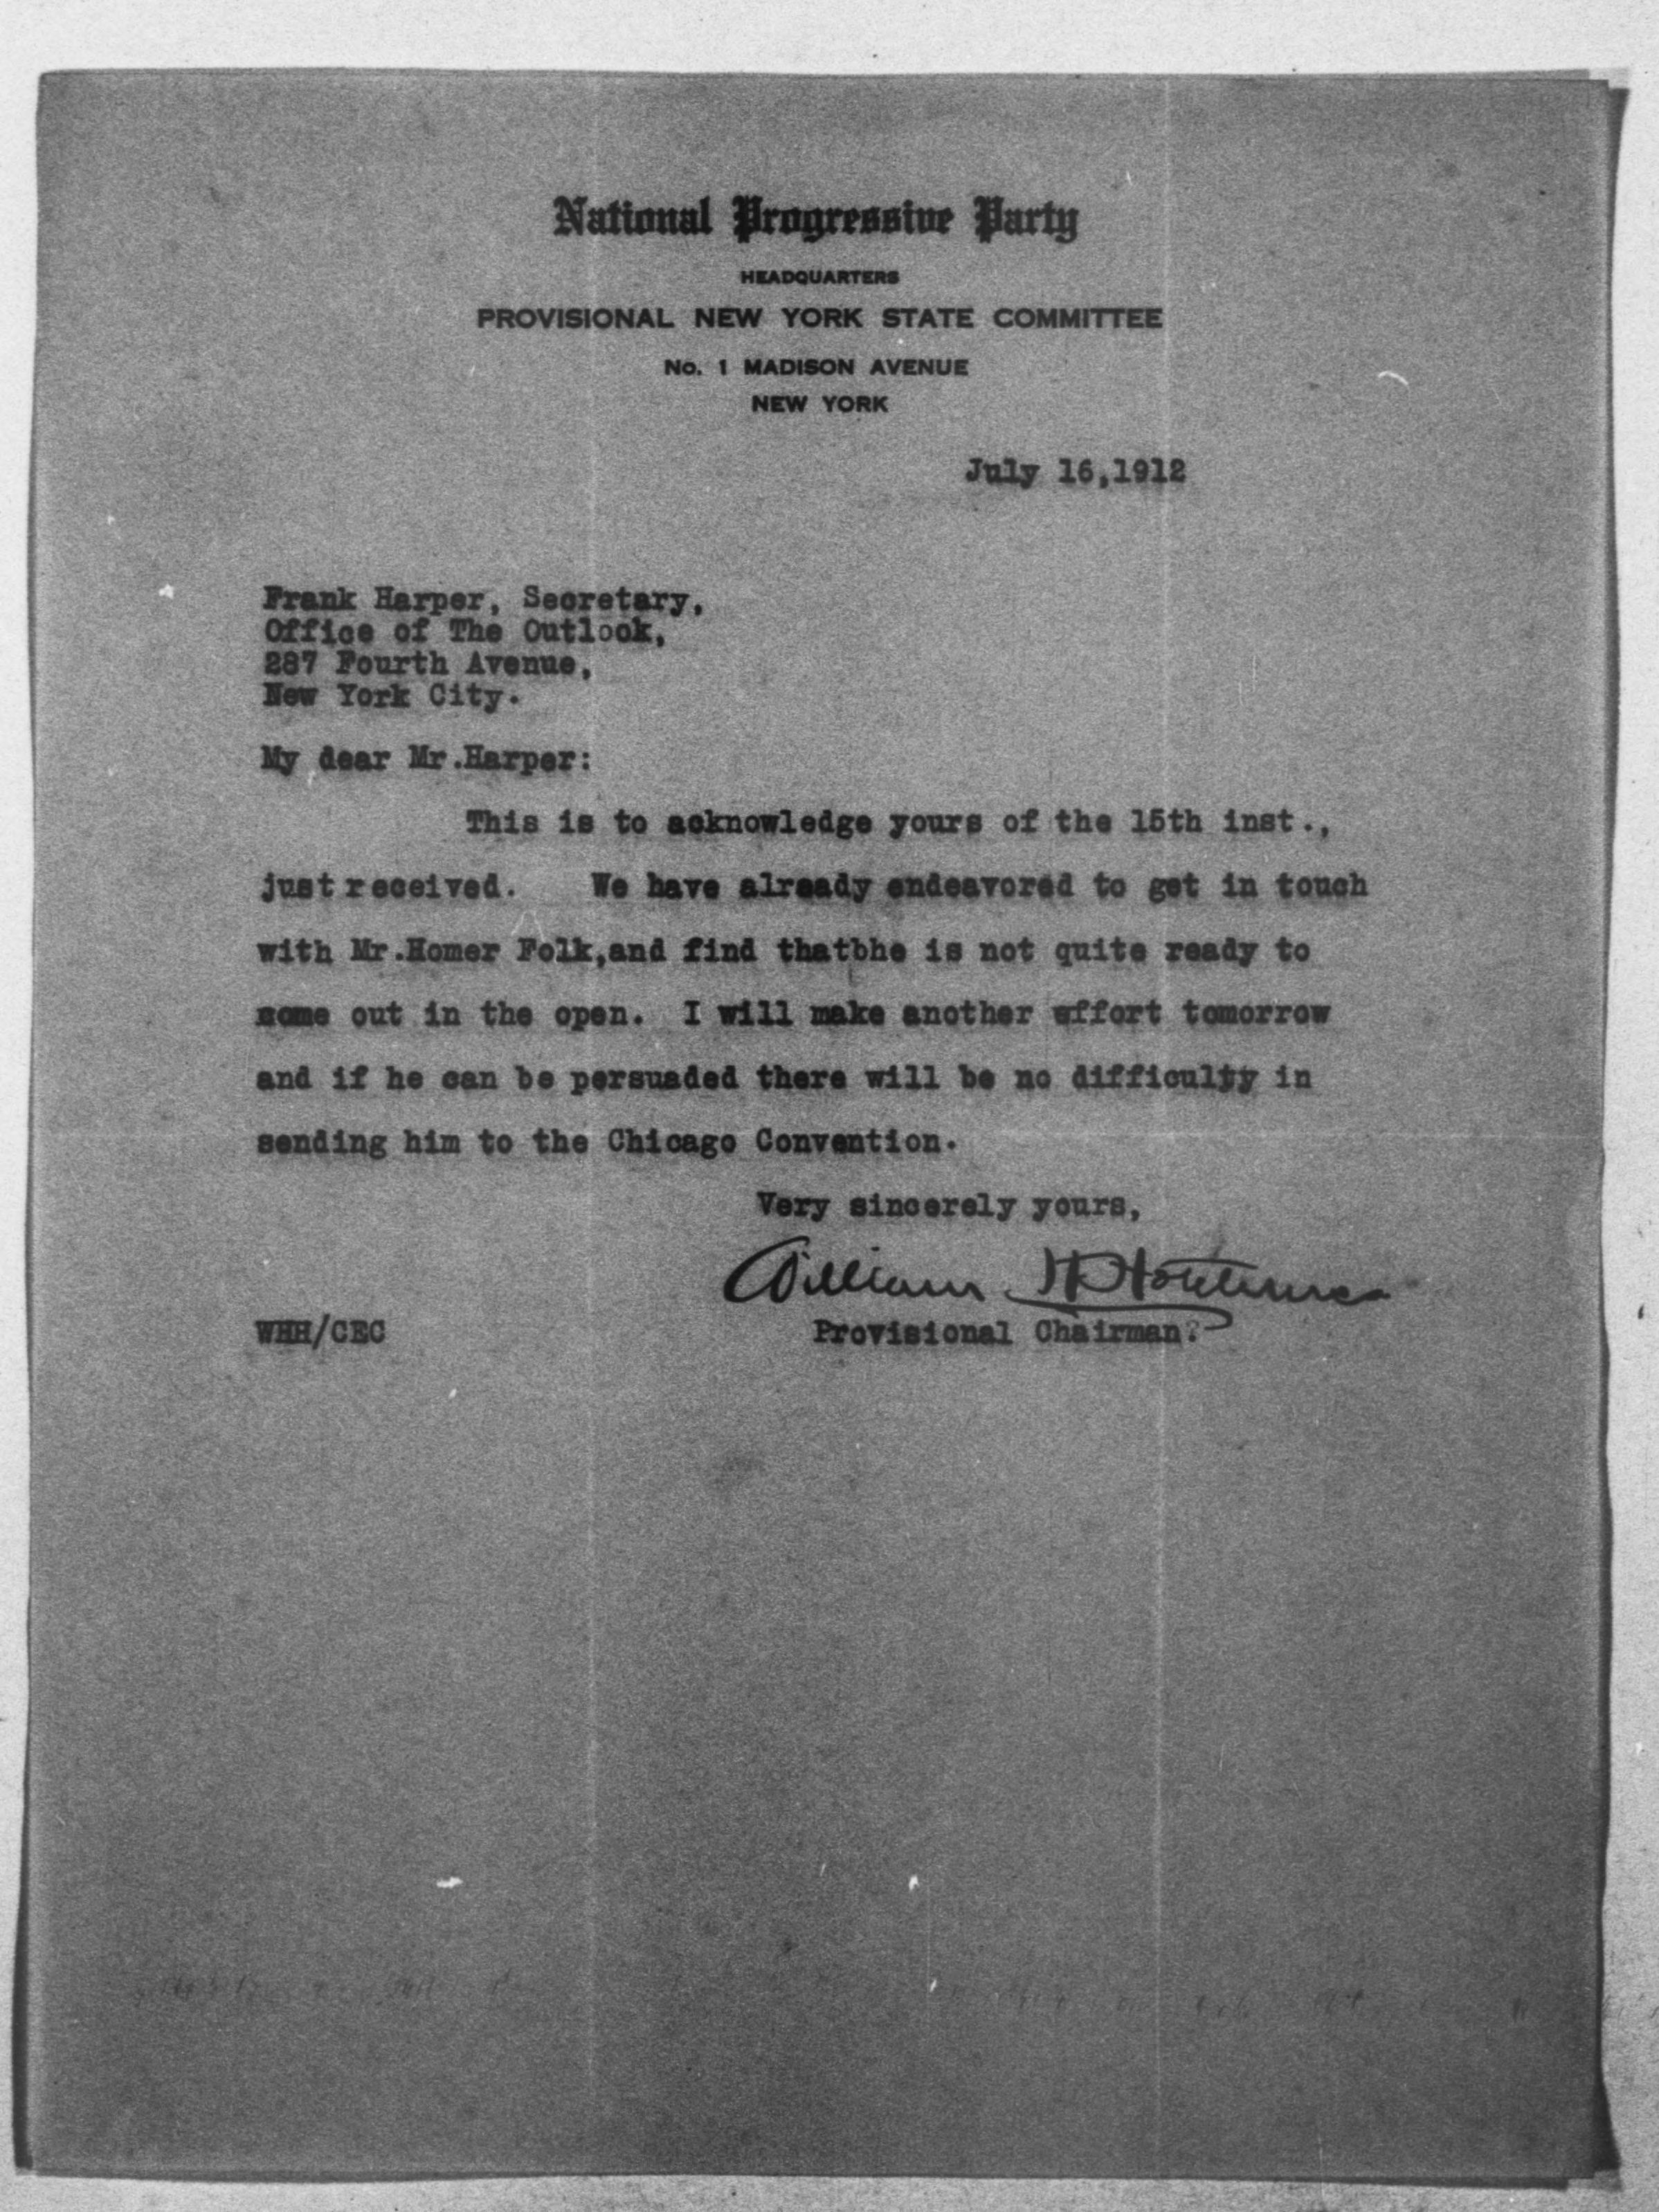 National Progressive Party
HEADQUARTERS
PROVISIONAL NEW YORK STATE COMMITTEE
No. 1 MADISON AVENUE
NEW YORK
July 16,1912
Frank Harper, Secretary,
Office of The Outlook,
287 Fourth Avenue,
New York City.
My dear Mr.Harper:
This is to acknowledge yours of the 15th inst.,
just received. We have already endeavored to get in touch
with Mr.Homer Folk,and find thatbhe is not quite ready to
come out in the open. I will make another effort tomorrow
and if he can be persuaded there will be no difficulty in
sending him to the Chicago Convention.
Very sincerely yours,
William H Hotchkiss
WHH/CEC
Provisional Chairman.